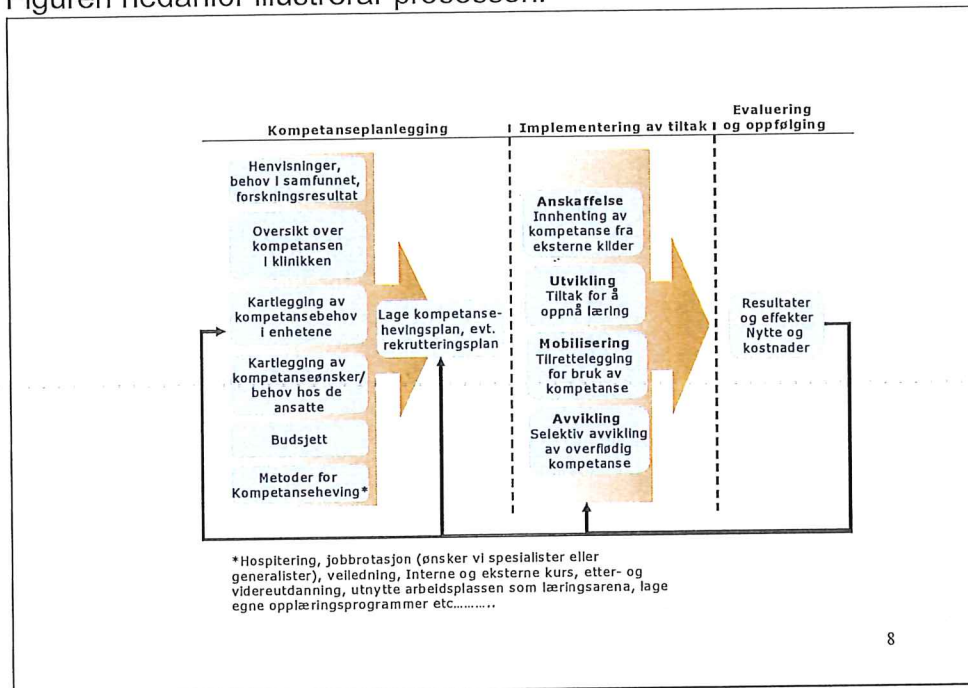 Figuren nedanfor illustrerar prosessen.
Kompetanseplanlegging
Implementering av tiltak
Evaluering
og oppfølging
Henvisninger,
behov i samfunnet,
forskningsresultat
Oversikt over
kompetansen
i klinikken
Kartlegging av
kompetansebehov
i enhetene
Kartlegging av
kompetanseønsker/
behov hos de
ansatte
Budsjett
Metoder for
Kompetanseheving*
Lage kompetanse-
hevingsplan, evt.
rekrutteringsplan
Anskaffelse
Innhenting av
kompetanse fra
eksterne kilder
Utvikling
Tiltak for å
oppnå læring
Mobilisering
Tilrettelegging
for bruk av
kompetanse
Avvikling
Selektiv avvikling
av overflødig
kompetanse
Resultater
og effekter
Nytte og
kostnader
*Hospitering, jobbrotasjon (ønsker vi spesialister eller
generalister), veiledning, Interne og eksterne kurs, etter- og
videreutdanning, utnytte arbeidsplassen som læringsarena, lage
egne opplæringsprogrammer etc...........
8